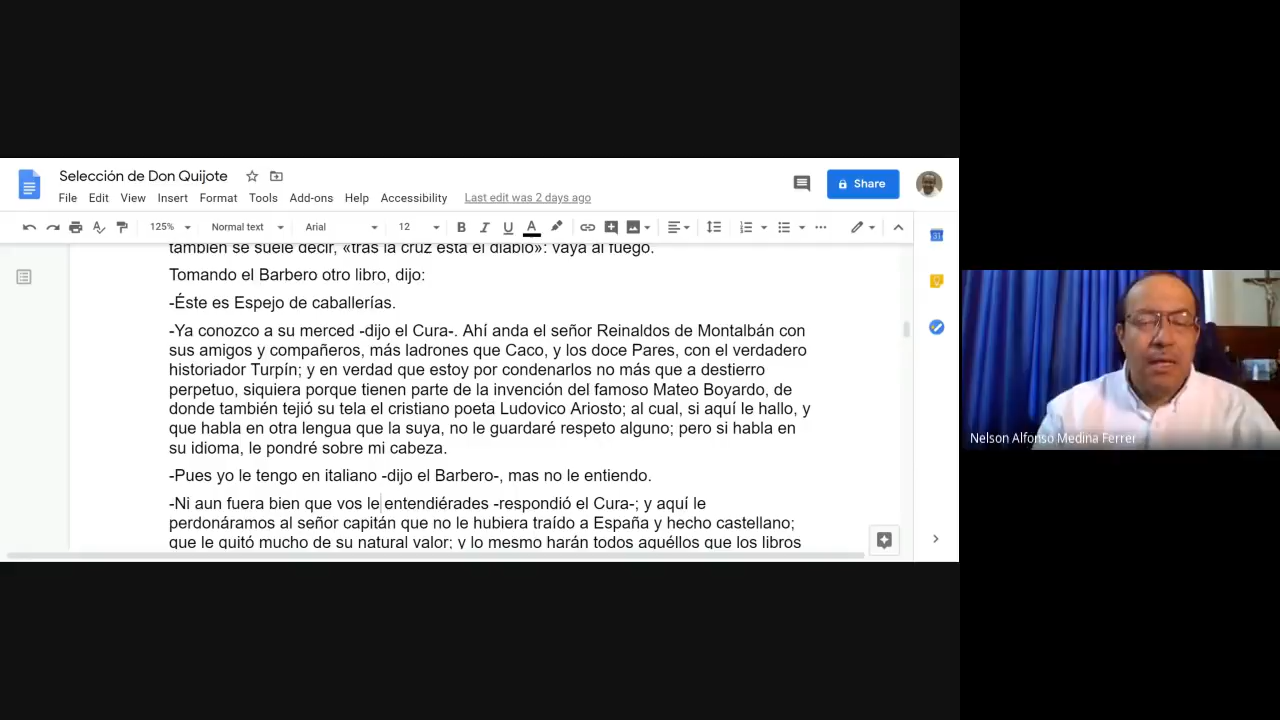 Selección de Don Quijote
File Edit View Insert Format Tools Add-ons Help Accessibility Last edit was 2 days ago
Share
125% Normal text Arial 12 B I U A
también se suele decir, «tras la cruz está el diablo»: vaya al fuego.
Tomando el Barbero otro libro, dijo:
-Éste es Espejo de caballerías.
-Ya conozco a su merced -dijo el Cura-. Ahí anda el señor Reinaldos de Montalbán con
sus amigos y compañeros, más ladrones que Caco, y los doce Pares, con el verdadero
historiador Turpín; y en verdad que estoy por condenarlos no más que a destierro
perpetuo, siquiera porque tienen parte de la invención del famoso Mateo Boyardo, de
donde también tejió su tela el cristiano poeta Ludovico Ariosto; al cual, si aquí le hallo, y
que habla en otra lengua que la suya, no le guardaré respeto alguno; pero si habla en
su idioma, le pondré sobre mi cabeza.
-Pues yo le tengo en italiano -dijo el Barbero-, mas no le entiendo.
-Ni aun fuera bien que vos le entendiérades -respondió el Cura-; y aquí le
perdonáramos al señor capitán que no le hubiera traído a España y hecho castellano;
que le quitó mucho de su natural valor; y lo mesmo harán todos aquéllos que los libros
31
Nelson Alfonso Medina Ferrer